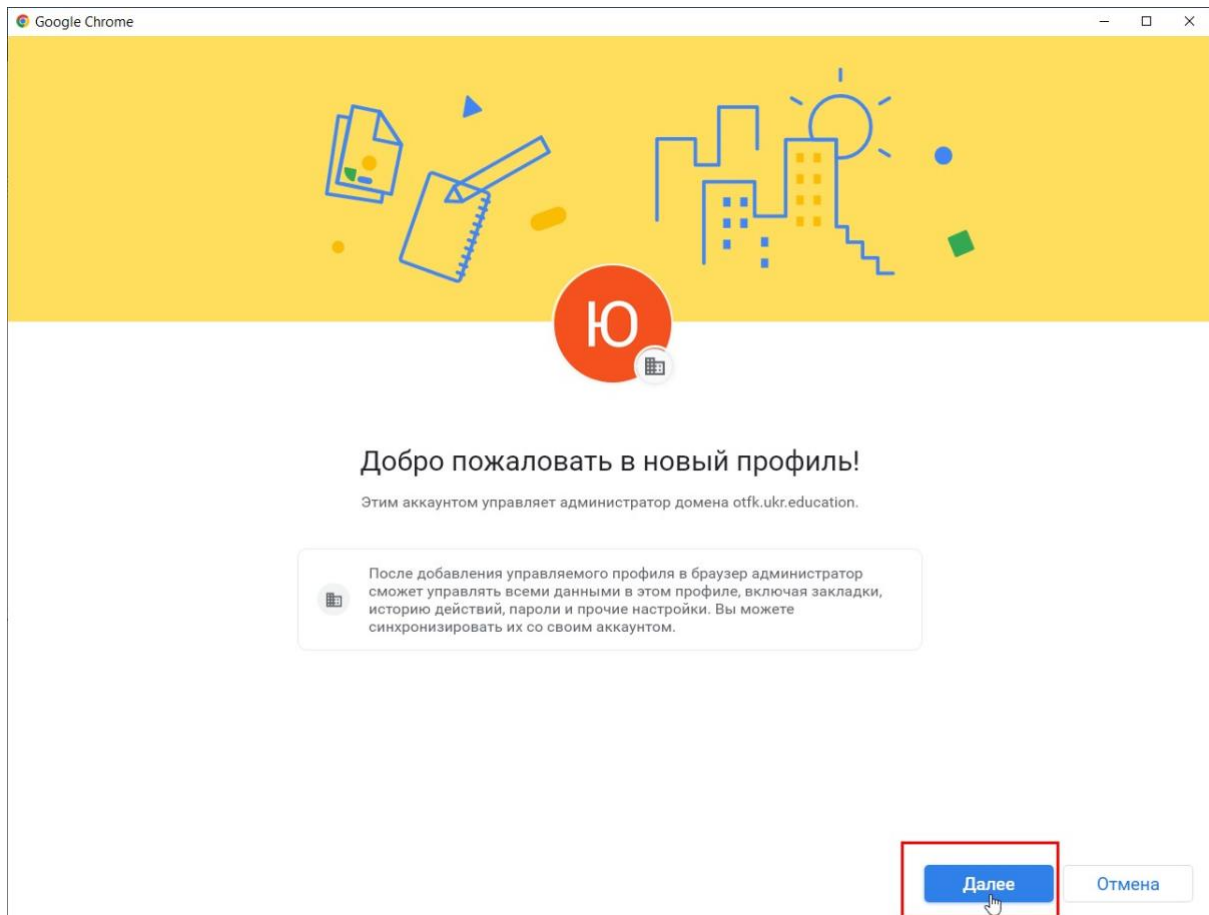 Google Chrome
Ю
Добро пожаловать в новый профиль!
Этим аккаунтом управляет администратор домена otfk.ukr.education.
После добавления управляемого профиля в браузер администратор
сможет управлять всеми данными в этом профиле, включая закладки,
историю действий, пароли и прочие настройки. Вы можете
синхронизировать их со своим аккаунтом.
Далее
Отмена